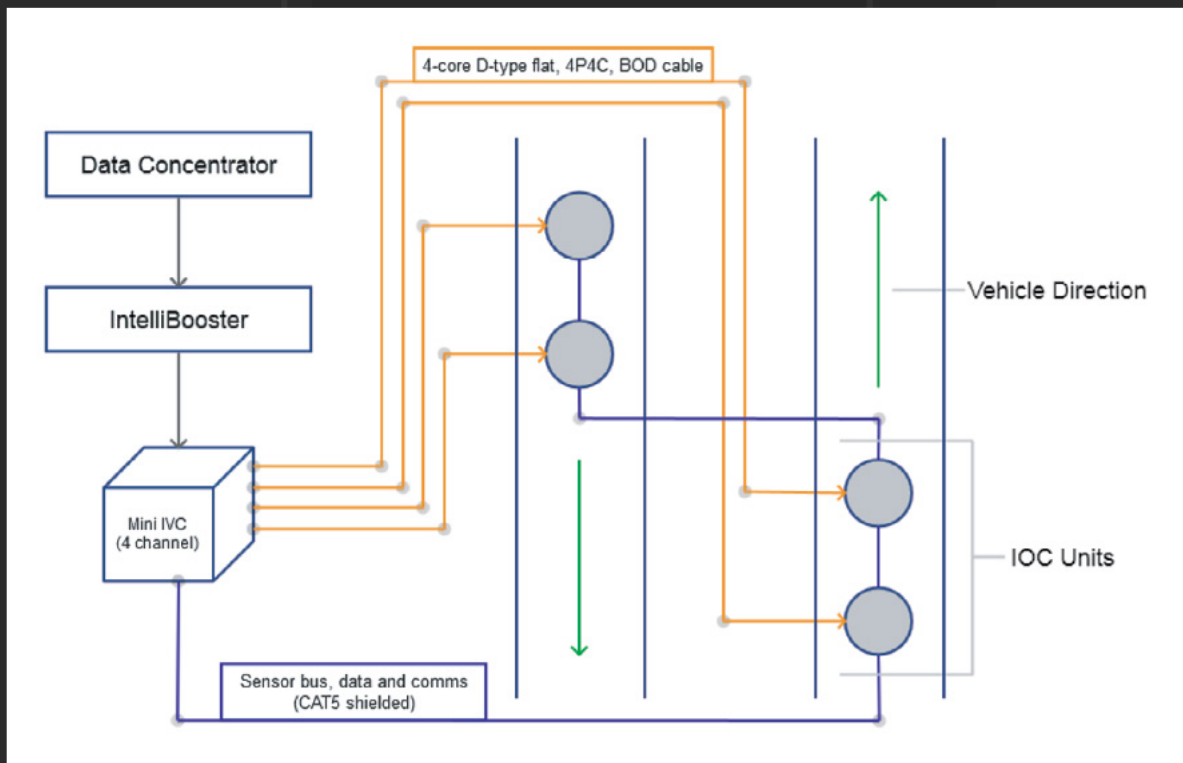 4-core D-type flat, 4P4C, BOD cable
Data Concentrator
IntelliBooster
Vehicle Direction
Mini IVC
(4 channel)
IOC Units
Sensor bus, data and comms
(CAT5 shielded)